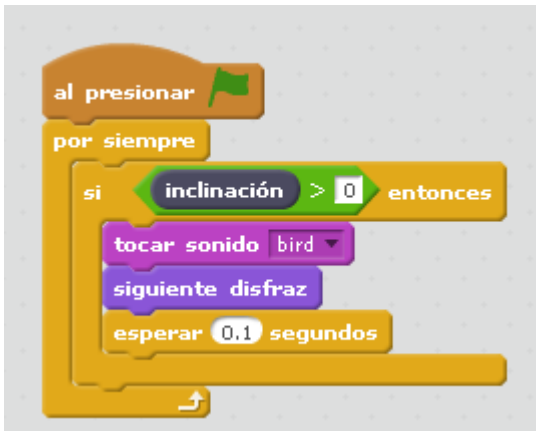 al presionar
por siempre
si inclinación > 0 entonces
tocar sonido bird
siguiente disfraz
esperar 0.1 segundos